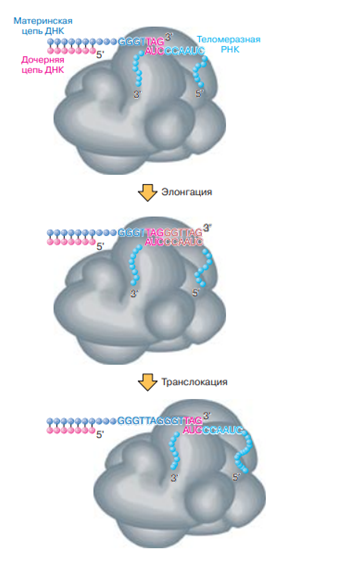 Материнская
цепь ДНК
GGGTTAG
3'
Теломеразная
РНК
AUCCCAAUC
5'
Дочерняя
цепь ДНК
3'
5'
Элонгация
GGGTTAGGGTTAG
3'
AUCCCAAUC
5'
3'
5'
Транслокация
GGGTTAGGGTTAG
3'
AUCCCAAUC
5'
3'
5'